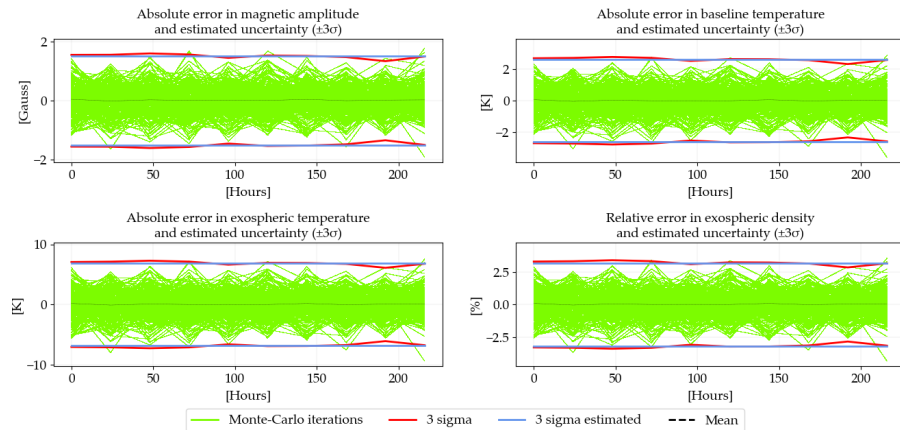 Absolute error in magnetic amplitude
and estimated uncertainty (±3σ)
2
0
−2
[Gauss]
0 50 100 150 200
[Hours]
Absolute error in baseline temperature
and estimated uncertainty (±3σ)
2
0
−2
[K]
0 50 100 150 200
[Hours]
Absolute error in exospheric temperature
and estimated uncertainty (±3σ)
10
0
−10
[K]
0 50 100 150 200
[Hours]
Relative error in exospheric density
and estimated uncertainty (±3σ)
2.5
0.0
−2.5
[%]
0 50 100 150 200
[Hours]
Monte-Carlo iterations 3 sigma 3 sigma estimated Mean